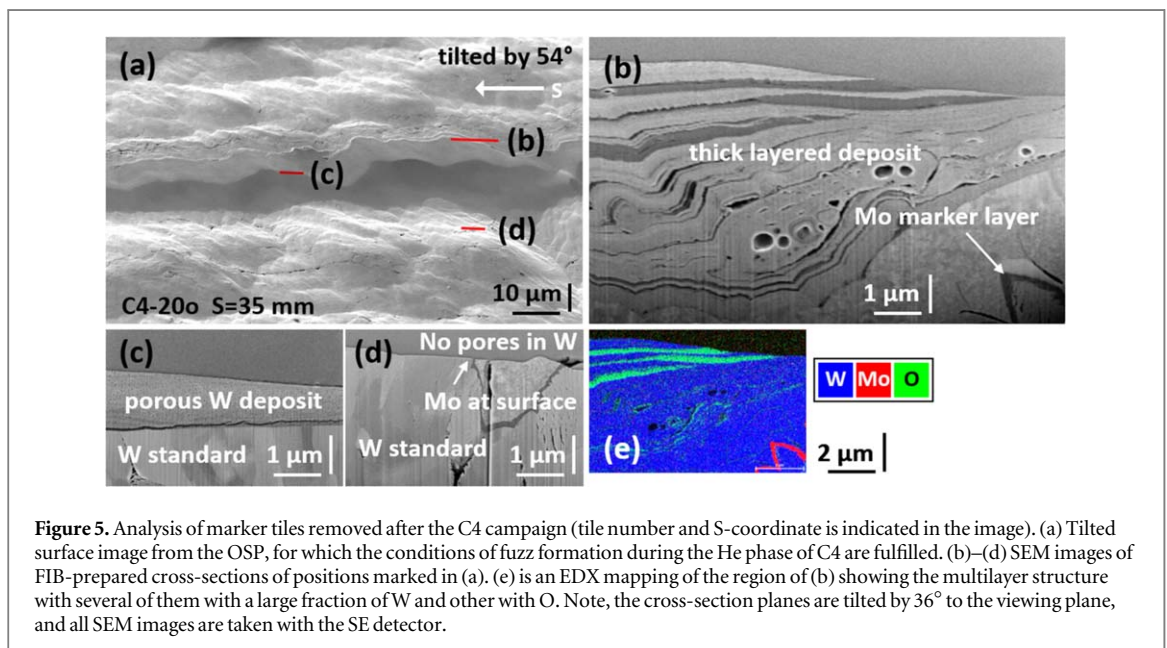 (a)
tilted by 54°
S
(b)
(c)
(d)
C4-20o S=35 mm
10 µm
(b)
thick layered deposit
Mo marker layer
1 µm
(c)
porous W deposit
W standard
1 µm
(d)
No pores in W
Mo at surface
W standard
1 µm
(e)
W Mo O
2 µm
Figure 5. Analysis of marker tiles removed after the C4 campaign (tile number and S-coordinate is indicated in the image). (a) Tilted
surface image from the OSP, for which the conditions of fuzz formation during the He phase of C4 are fulfilled. (b)–(d) SEM images of
FIB-prepared cross-sections of positions marked in (a). (e) is an EDX mapping of the region of (b) showing the multilayer structure
with several of them with a large fraction of W and other with O. Note, the cross-section planes are tilted by 36° to the viewing plane,
and all SEM images are taken with the SE detector.